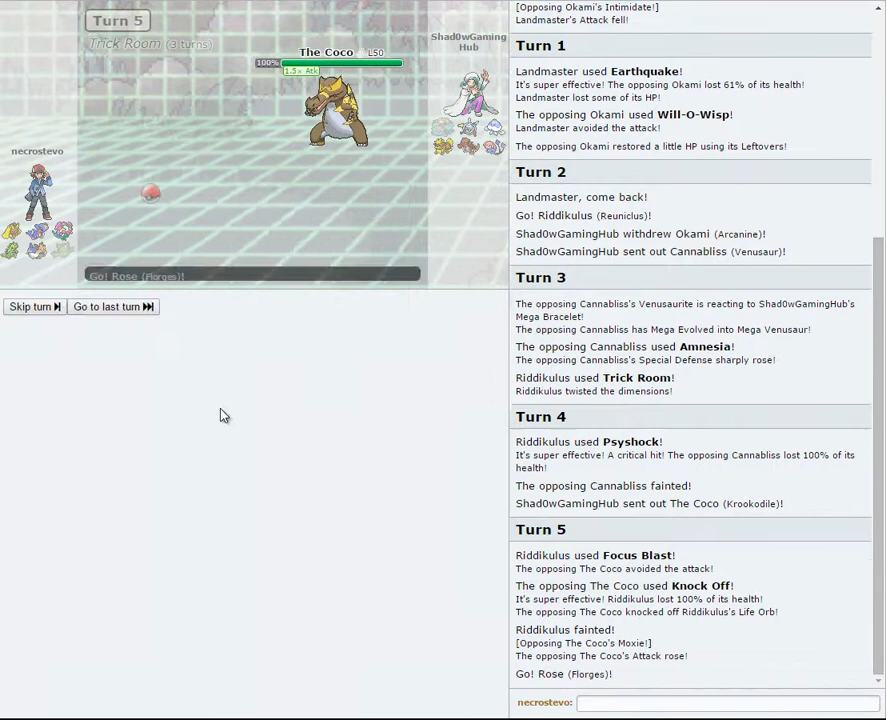 Turn 5
Trick Room (3 turns)
The Coco L50
100%
1.5× Atk
Shad0wGaming
Hub
necrostevo
Go! Rose (Florges)!
Skip turn
Go to last turn
[Opposing Okami's Intimidate!]
Landmaster's Attack fell!
Turn 1
Landmaster used Earthquake!
It's super effective! The opposing Okami lost 61% of its health!
Landmaster lost some of its HP!
The opposing Okami used Will-O-Wisp!
Landmaster avoided the attack!
The opposing Okami restored a little HP using its Leftovers!
Turn 2
Landmaster, come back!
Go! Riddikulus (Reuniclus)!
Shad0wGamingHub withdrew Okami (Arcanine)!
Shad0wGamingHub sent out Cannabliss (Venusaur)!
Turn 3
The opposing Cannabliss's Venusaurite is reacting to Shad0wGamingHub's
Mega Bracelet!
The opposing Cannabliss has Mega Evolved into Mega Venusaur!
The opposing Cannabliss used Amnesia!
The opposing Cannabliss's Special Defense sharply rose!
Riddikulus used Trick Room!
Riddikulus twisted the dimensions!
Turn 4
Riddikulus used Psyshock!
It's super effective! A critical hit! The opposing Cannabliss lost 100% of its
health!
The opposing Cannabliss fainted!
Shad0wGamingHub sent out The Coco (Krookodile)!
Turn 5
Riddikulus used Focus Blast!
The opposing The Coco avoided the attack!
The opposing The Coco used Knock Off!
It's super effective! Riddikulus lost 100% of its health!
The opposing The Coco knocked off Riddikulus's Life Orb!
Riddikulus fainted!
[Opposing The Coco's Moxie!]
The opposing The Coco's Attack rose!
Go! Rose (Florges)!
necrostevo: